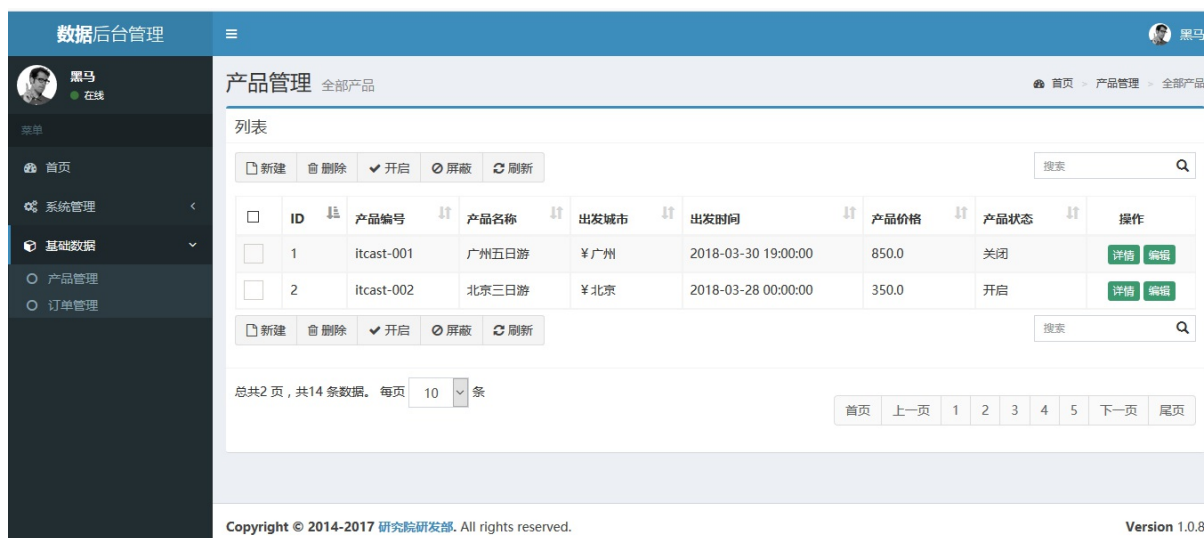 数据后台管理
黑马
黑马
在线
产品管理 全部产品
首页 > 产品管理 > 全部产品
菜单
列表
首页
新建 删除 开启 屏蔽 刷新
搜索
系统管理
ID 产品编号 产品名称 出发城市 出发时间 产品价格 产品状态 操作
基础数据
1 itcast-001 广州五日游 ¥广州 2018-03-30 19:00:00 850.0 关闭 详情 编辑
产品管理
2 itcast-002 北京三日游 ¥北京 2018-03-28 00:00:00 350.0 开启 详情 编辑
订单管理
新建 删除 开启 屏蔽 刷新
搜索
总共2 页，共14 条数据。 每页 10 条
首页 上一页 1 2 3 4 5 下一页 尾页
Copyright © 2014-2017 研究院研发部. All rights reserved.
Version 1.0.8